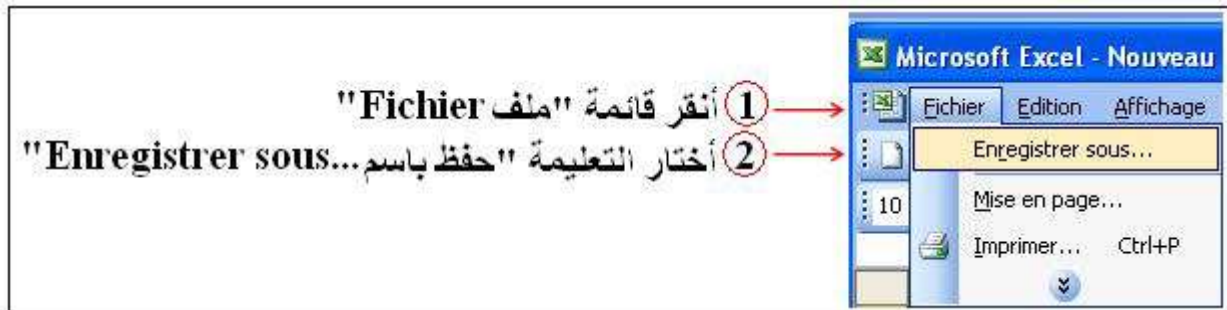 ① أنقر قائمة "ملف Fichier"
② أختار التعليمة "حفظ باسم...Enregistrer sous"
Microsoft Excel - Nouveau
Fichier Edition Affichage
Enregistrer sous...
10
Mise en page...
Imprimer... Ctrl+P